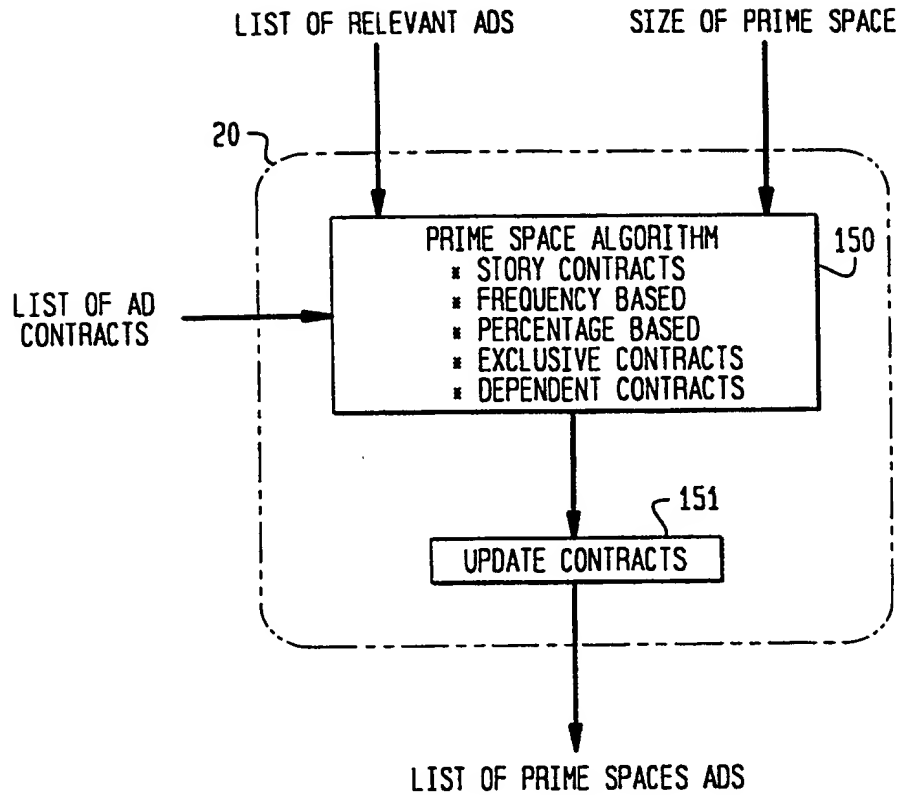 LIST OF RELEVANT ADS
SIZE OF PRIME SPACE
20
PRIME SPACE ALGORITHM
* STORY CONTRACTS
* FREQUENCY BASED
* PERCENTAGE BASED
* EXCLUSIVE CONTRACTS
* DEPENDENT CONTRACTS
150
LIST OF AD
CONTRACTS
151
UPDATE CONTRACTS
LIST OF PRIME SPACES ADS